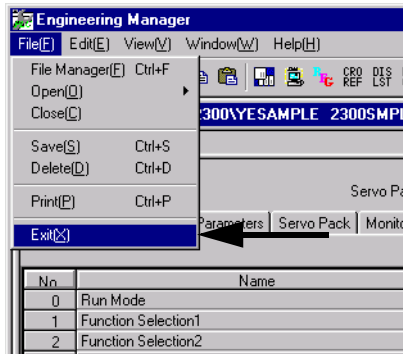 Engineering Manager
File(F) Edit(E) View(V) Window(W) Help(H)
File Manager(F) Ctrl+F
Open(O)
Close(C)
Save(S) Ctrl+S
Delete(D) Ctrl+D
Print(P) Ctrl+P
Exit(X)
CRO REF DIS LST
2300\YESAMPLE 2300SMPL
Servo Pa
Parameters Servo Pack Monito
No Name
0 Run Mode
1 Function Selection1
2 Function Selection2